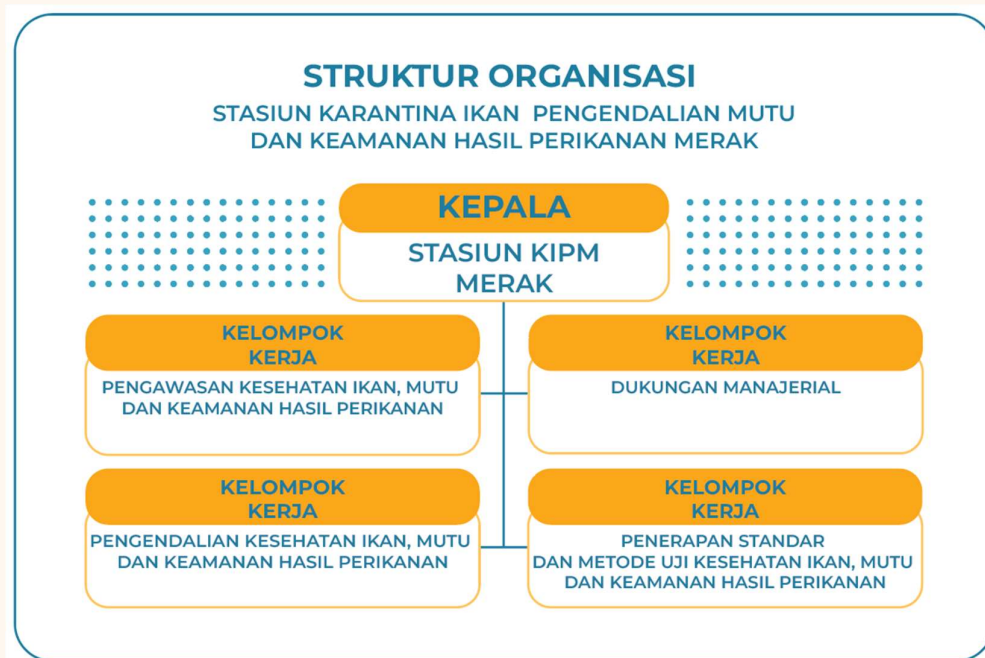 STRUKTUR ORGANISASI
STASIUN KARANTINA IKAN PENGENDALIAN MUTU
DAN KEAMANAN HASIL PERIKANAN MERAK
KEPALA
STASIUN KIPM
MERAK
KELOMPOK
KERJA
PENGAWASAN KESEHATAN IKAN, MUTU
DAN KEAMANAN HASIL PERIKANAN
KELOMPOK
KERJA
DUKUNGAN MANAJERIAL
KELOMPOK
KERJA
PENGENDALIAN KESEHATAN IKAN, MUTU
DAN KEAMANAN HASIL PERIKANAN
KELOMPOK
KERJA
PENERAPAN STANDAR
DAN METODE UJI KESEHATAN IKAN, MUTU
DAN KEAMANAN HASIL PERIKANAN